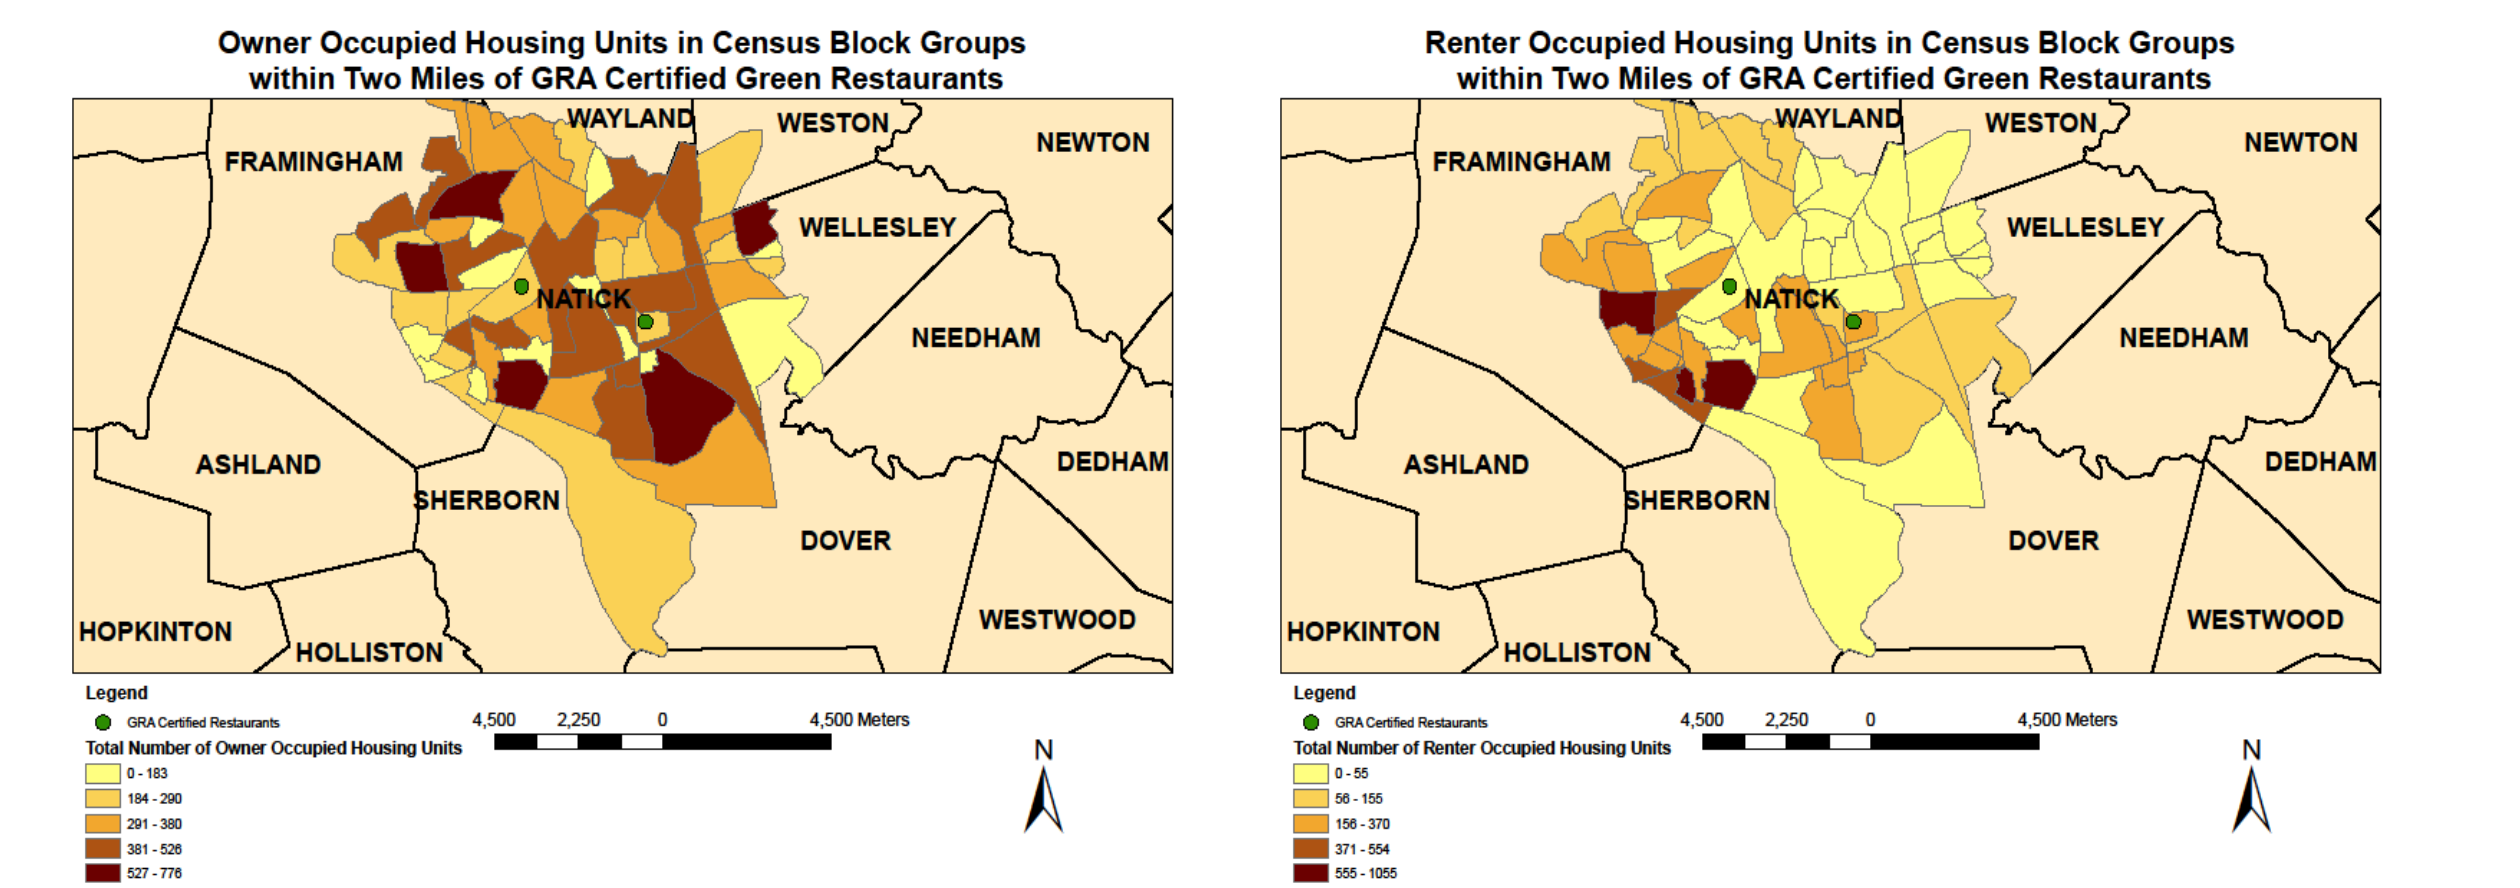 Owner Occupied Housing Units in Census Block Groups
within Two Miles of GRA Certified Green Restaurants
WAYLAND
WESTON
NEWTON
FRAMINGHAM
WELLESLEY
NATICK
NEEDHAM
ASHLAND
DEDHAM
SHERBORN
DOVER
WESTWOOD
HOPKINTON
HOLLISTON
Legend
GRA Certified Restaurants
Total Number of Owner Occupied Housing Units
0 - 183
184 - 290
291 - 380
381 - 526
527 - 776
4,500 2,250 0 4,500 Meters
N
Renter Occupied Housing Units in Census Block Groups
within Two Miles of GRA Certified Green Restaurants
WAYLAND
WESTON
NEWTON
FRAMINGHAM
WELLESLEY
NATICK
NEEDHAM
ASHLAND
DEDHAM
SHERBORN
DOVER
WESTWOOD
HOPKINTON
HOLLISTON
Legend
GRA Certified Restaurants
Total Number of Renter Occupied Housing Units
0 - 55
56 - 155
156 - 370
371 - 554
555 - 1055
4,500 2,250 0 4,500 Meters
N